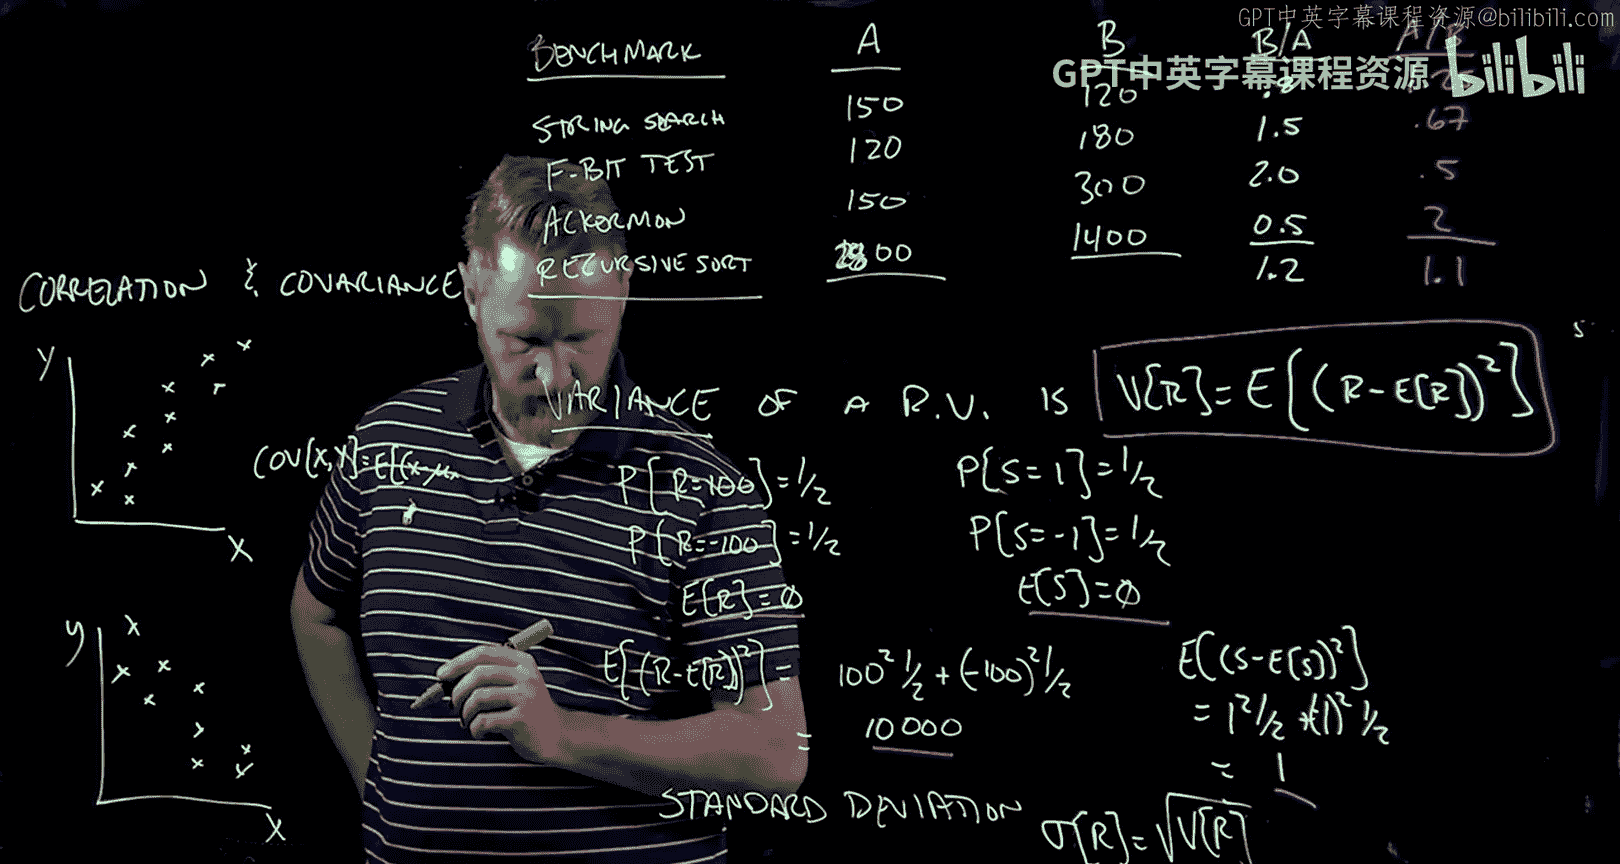 GPT中英字幕课程资源@bilibili.com
GPT中英字幕课程资源 bilibili
BENCHMARK A B B/A A/B
STRING SEARCH 150 120
F-BIT TEST 120 180 1.5 .67
ACKERMON 150 300 2.0 .5
RECURSIVE SORT 00 1400 0.5 2
1.2 1.1
CORRELATION & COVARIANCE
Y
X
COV[X,Y]=E[(X-μx
y
X
VARIANCE OF A R.V. IS V[R]=E[(R-E[R])²]
P[R=100]=1/2
P[R=-100]=1/2
E[R]=0
E[(R-E[R])²]= 100² 1/2 + (-100)² 1/2
= 10000
P[S=1]=1/2
P[S=-1]=1/2
E[S]=0
E[(S-E[S])²]
= 1² 1/2 + (-1)² 1/2
= 1
STANDARD DEVIATION σ[R]=√V[R]